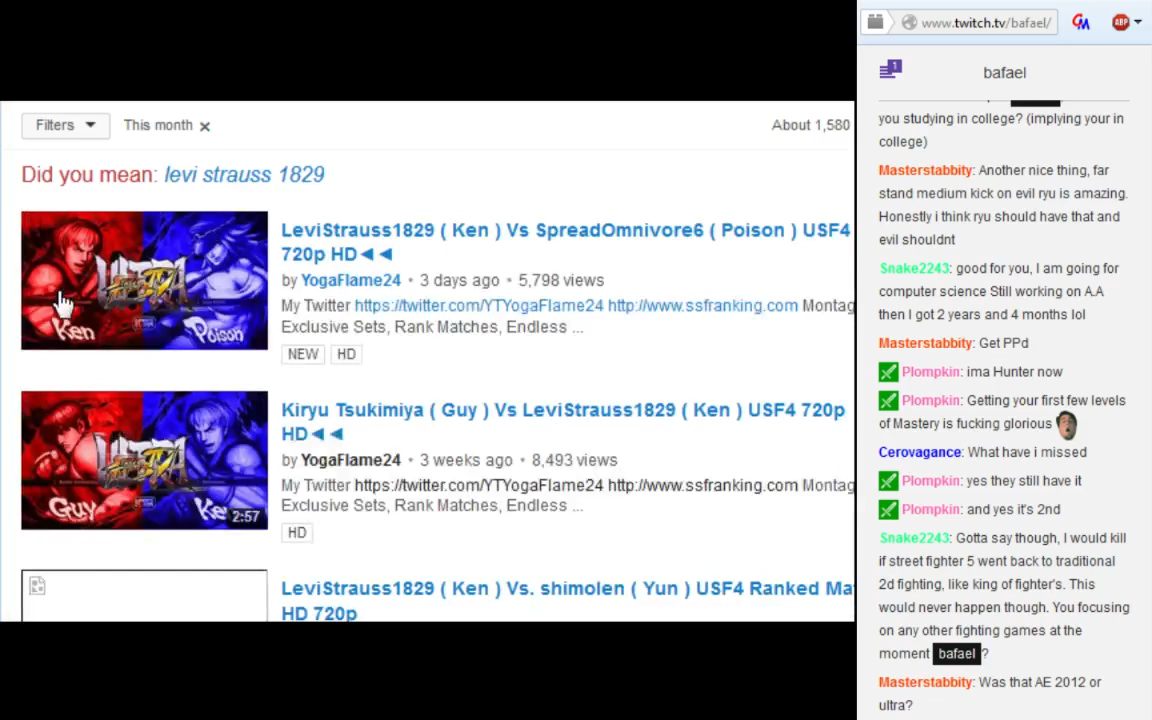 Filters
This month
About 1,580
Did you mean: levi strauss 1829
LeviStrauss1829 ( Ken ) Vs SpreadOmnivore6 ( Poison ) USF4
720p HD◄◄
by YogaFlame24 • 3 days ago • 5,798 views
My Twitter https://twitter.com/YTYogaFlame24 http://www.ssfranking.com Montag
Exclusive Sets, Rank Matches, Endless ...
NEW HD
ULTRA
Ken
Poison
Kiryu Tsukimiya ( Guy ) Vs LeviStrauss1829 ( Ken ) USF4 720p
HD◄◄
by YogaFlame24 • 3 weeks ago • 8,493 views
My Twitter https://twitter.com/YTYogaFlame24 http://www.ssfranking.com Montag
Exclusive Sets, Rank Matches, Endless ...
HD
ULTRA
Guy
Ke
2:57
LeviStrauss1829 ( Ken ) Vs. shimolen ( Yun ) USF4 Ranked Ma
HD 720p
www.twitch.tv/bafael/
GM
ABP
1
bafael
you studying in college? (implying your in
college)
Masterstabbity: Another nice thing, far
stand medium kick on evil ryu is amazing.
Honestly i think ryu should have that and
evil shouldnt
Snake2243: good for you, I am going for
computer science Still working on A.A
then I got 2 years and 4 months lol
Masterstabbity: Get PPd
Plompkin: ima Hunter now
Plompkin: Getting your first few levels
of Mastery is fucking glorious
Cerovagance: What have i missed
Plompkin: yes they still have it
Plompkin: and yes it's 2nd
Snake2243: Gotta say though, I would kill
if street fighter 5 went back to traditional
2d fighting, like king of fighter's. This
would never happen though. You focusing
on any other fighting games at the
moment bafael ?
Masterstabbity: Was that AE 2012 or
ultra?